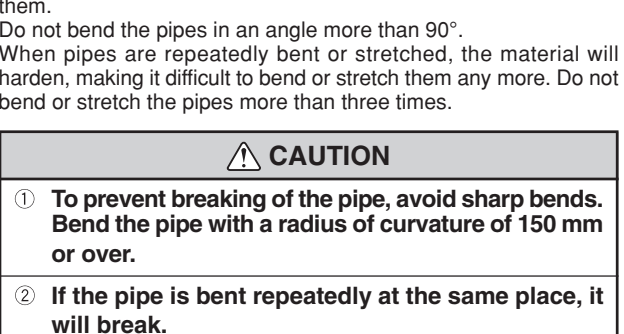 them.
Do not bend the pipes in an angle more than 90°.
When pipes are repeatedly bent or stretched, the material will
harden, making it difficult to bend or stretch them any more. Do not
bend or stretch the pipes more than three times.
CAUTION
① To prevent breaking of the pipe, avoid sharp bends.
Bend the pipe with a radius of curvature of 150 mm
or over.
② If the pipe is bent repeatedly at the same place, it
will break.